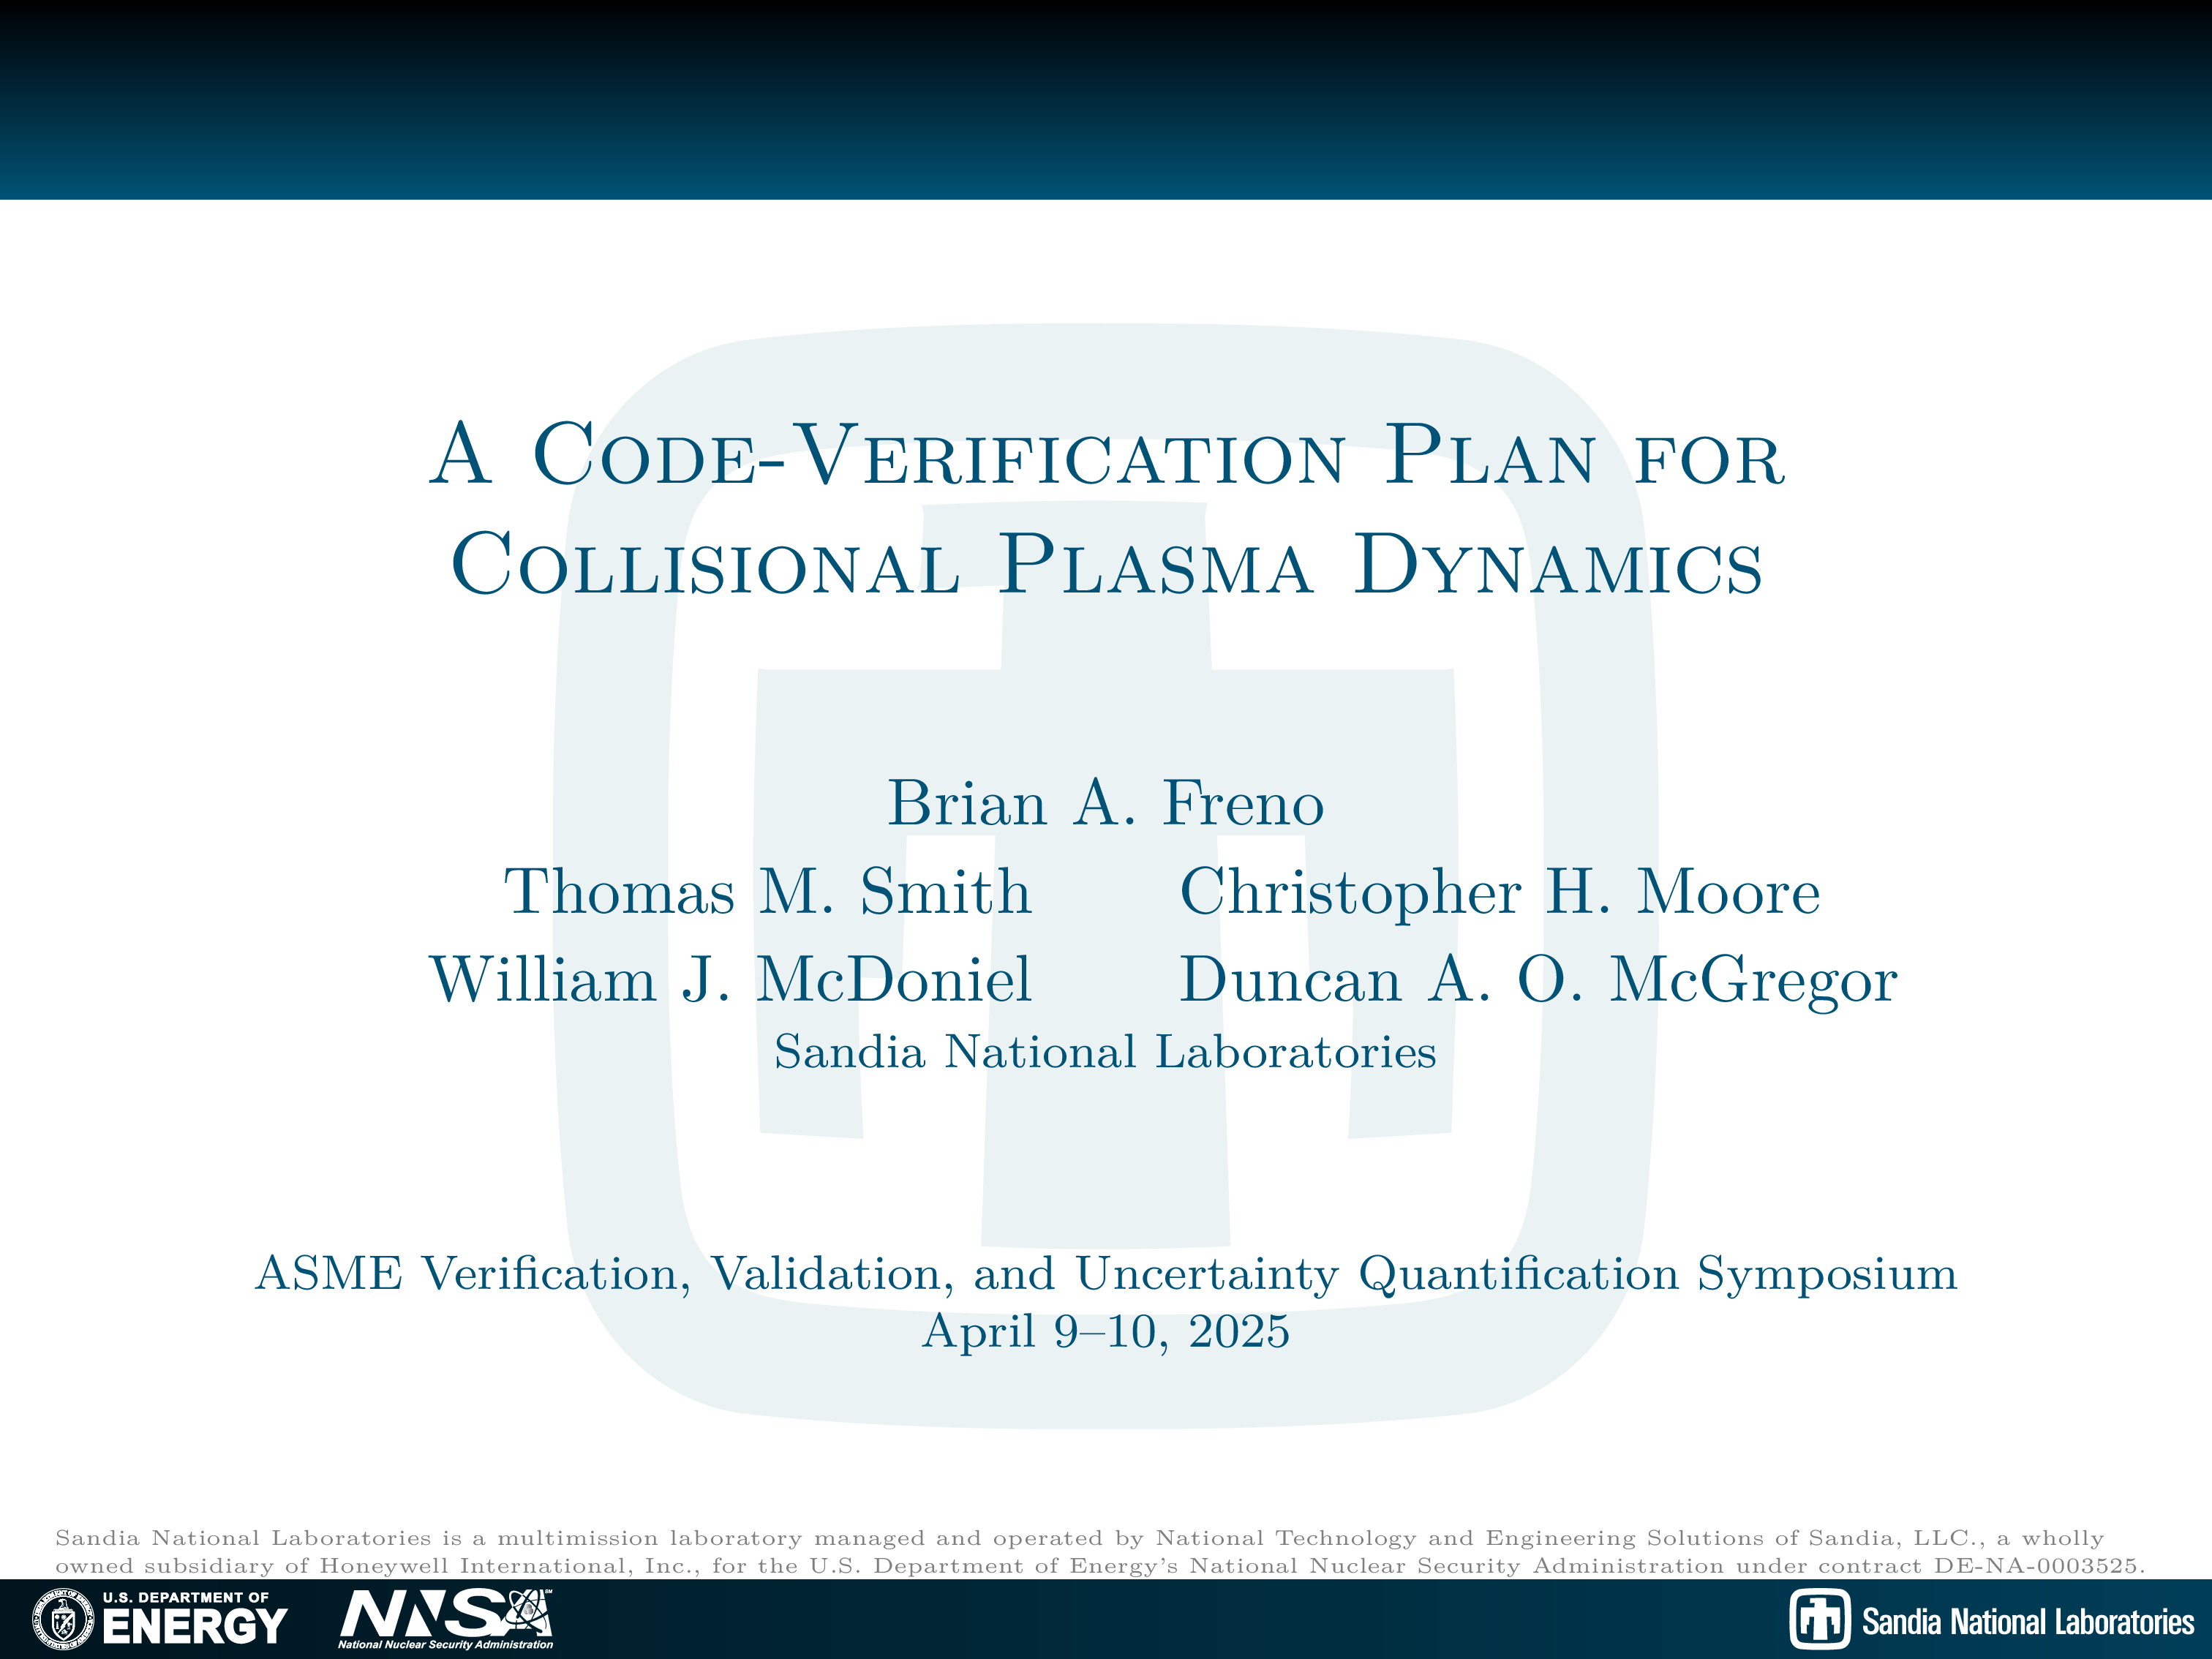 A Code-Verification Plan for
Collisional Plasma Dynamics
Brian A. Freno
Thomas M. Smith Christopher H. Moore
William J. McDoniel Duncan A. O. McGregor
Sandia National Laboratories
ASME Verification, Validation, and Uncertainty Quantification Symposium
April 9–10, 2025
Sandia National Laboratories is a multimission laboratory managed and operated by National Technology and Engineering Solutions of Sandia, LLC., a wholly
owned subsidiary of Honeywell International, Inc., for the U.S. Department of Energy's National Nuclear Security Administration under contract DE-NA-0003525.
U.S. DEPARTMENT OF
ENERGY
NNSA
National Nuclear Security Administration
Sandia National Laboratories